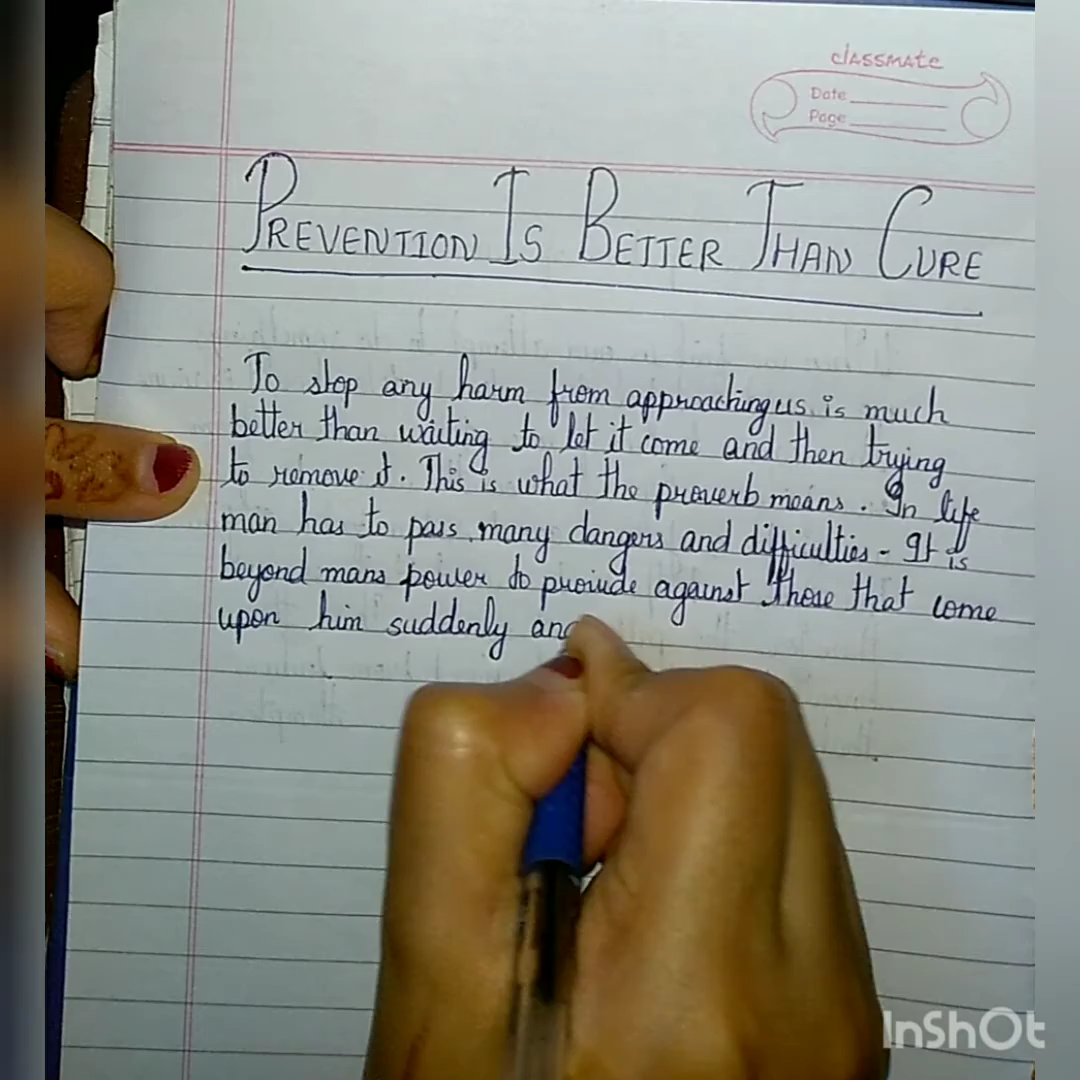 classmate
Date
Page
PREVENTION IS BETTER THAN CURE
To stop any harm from approaching us is much
better than waiting to let it come and then trying
to remove it. This is what the proverb means. In life
man has to pass many dangers and difficulties. It is
beyond mans power to provide against those that come
upon him suddenly and
InShOt